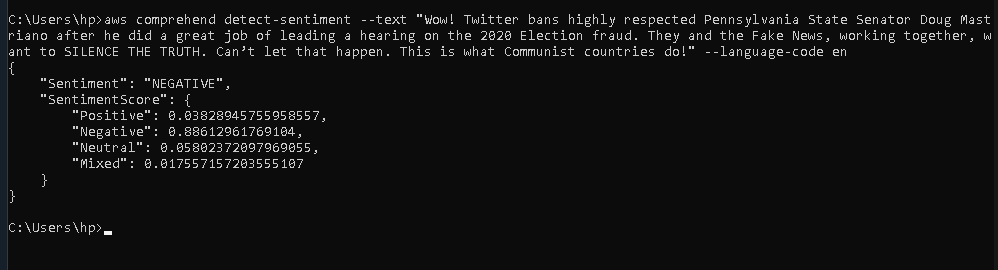 C:\Users\hp>aws comprehend detect-sentiment --text "Wow! Twitter bans highly respected Pennsylvania State Senator Doug Mast
riano after he did a great job of leading a hearing on the 2020 Election fraud. They and the Fake News, working together, w
ant to SILENCE THE TRUTH. Can’t let that happen. This is what Communist countries do!" --language-code en
{
    "Sentiment": "NEGATIVE",
    "SentimentScore": {
        "Positive": 0.03828945755958557,
        "Negative": 0.88612961769104,
        "Neutral": 0.05802372097969055,
        "Mixed": 0.017557157203555107
    }
}
C:\Users\hp>